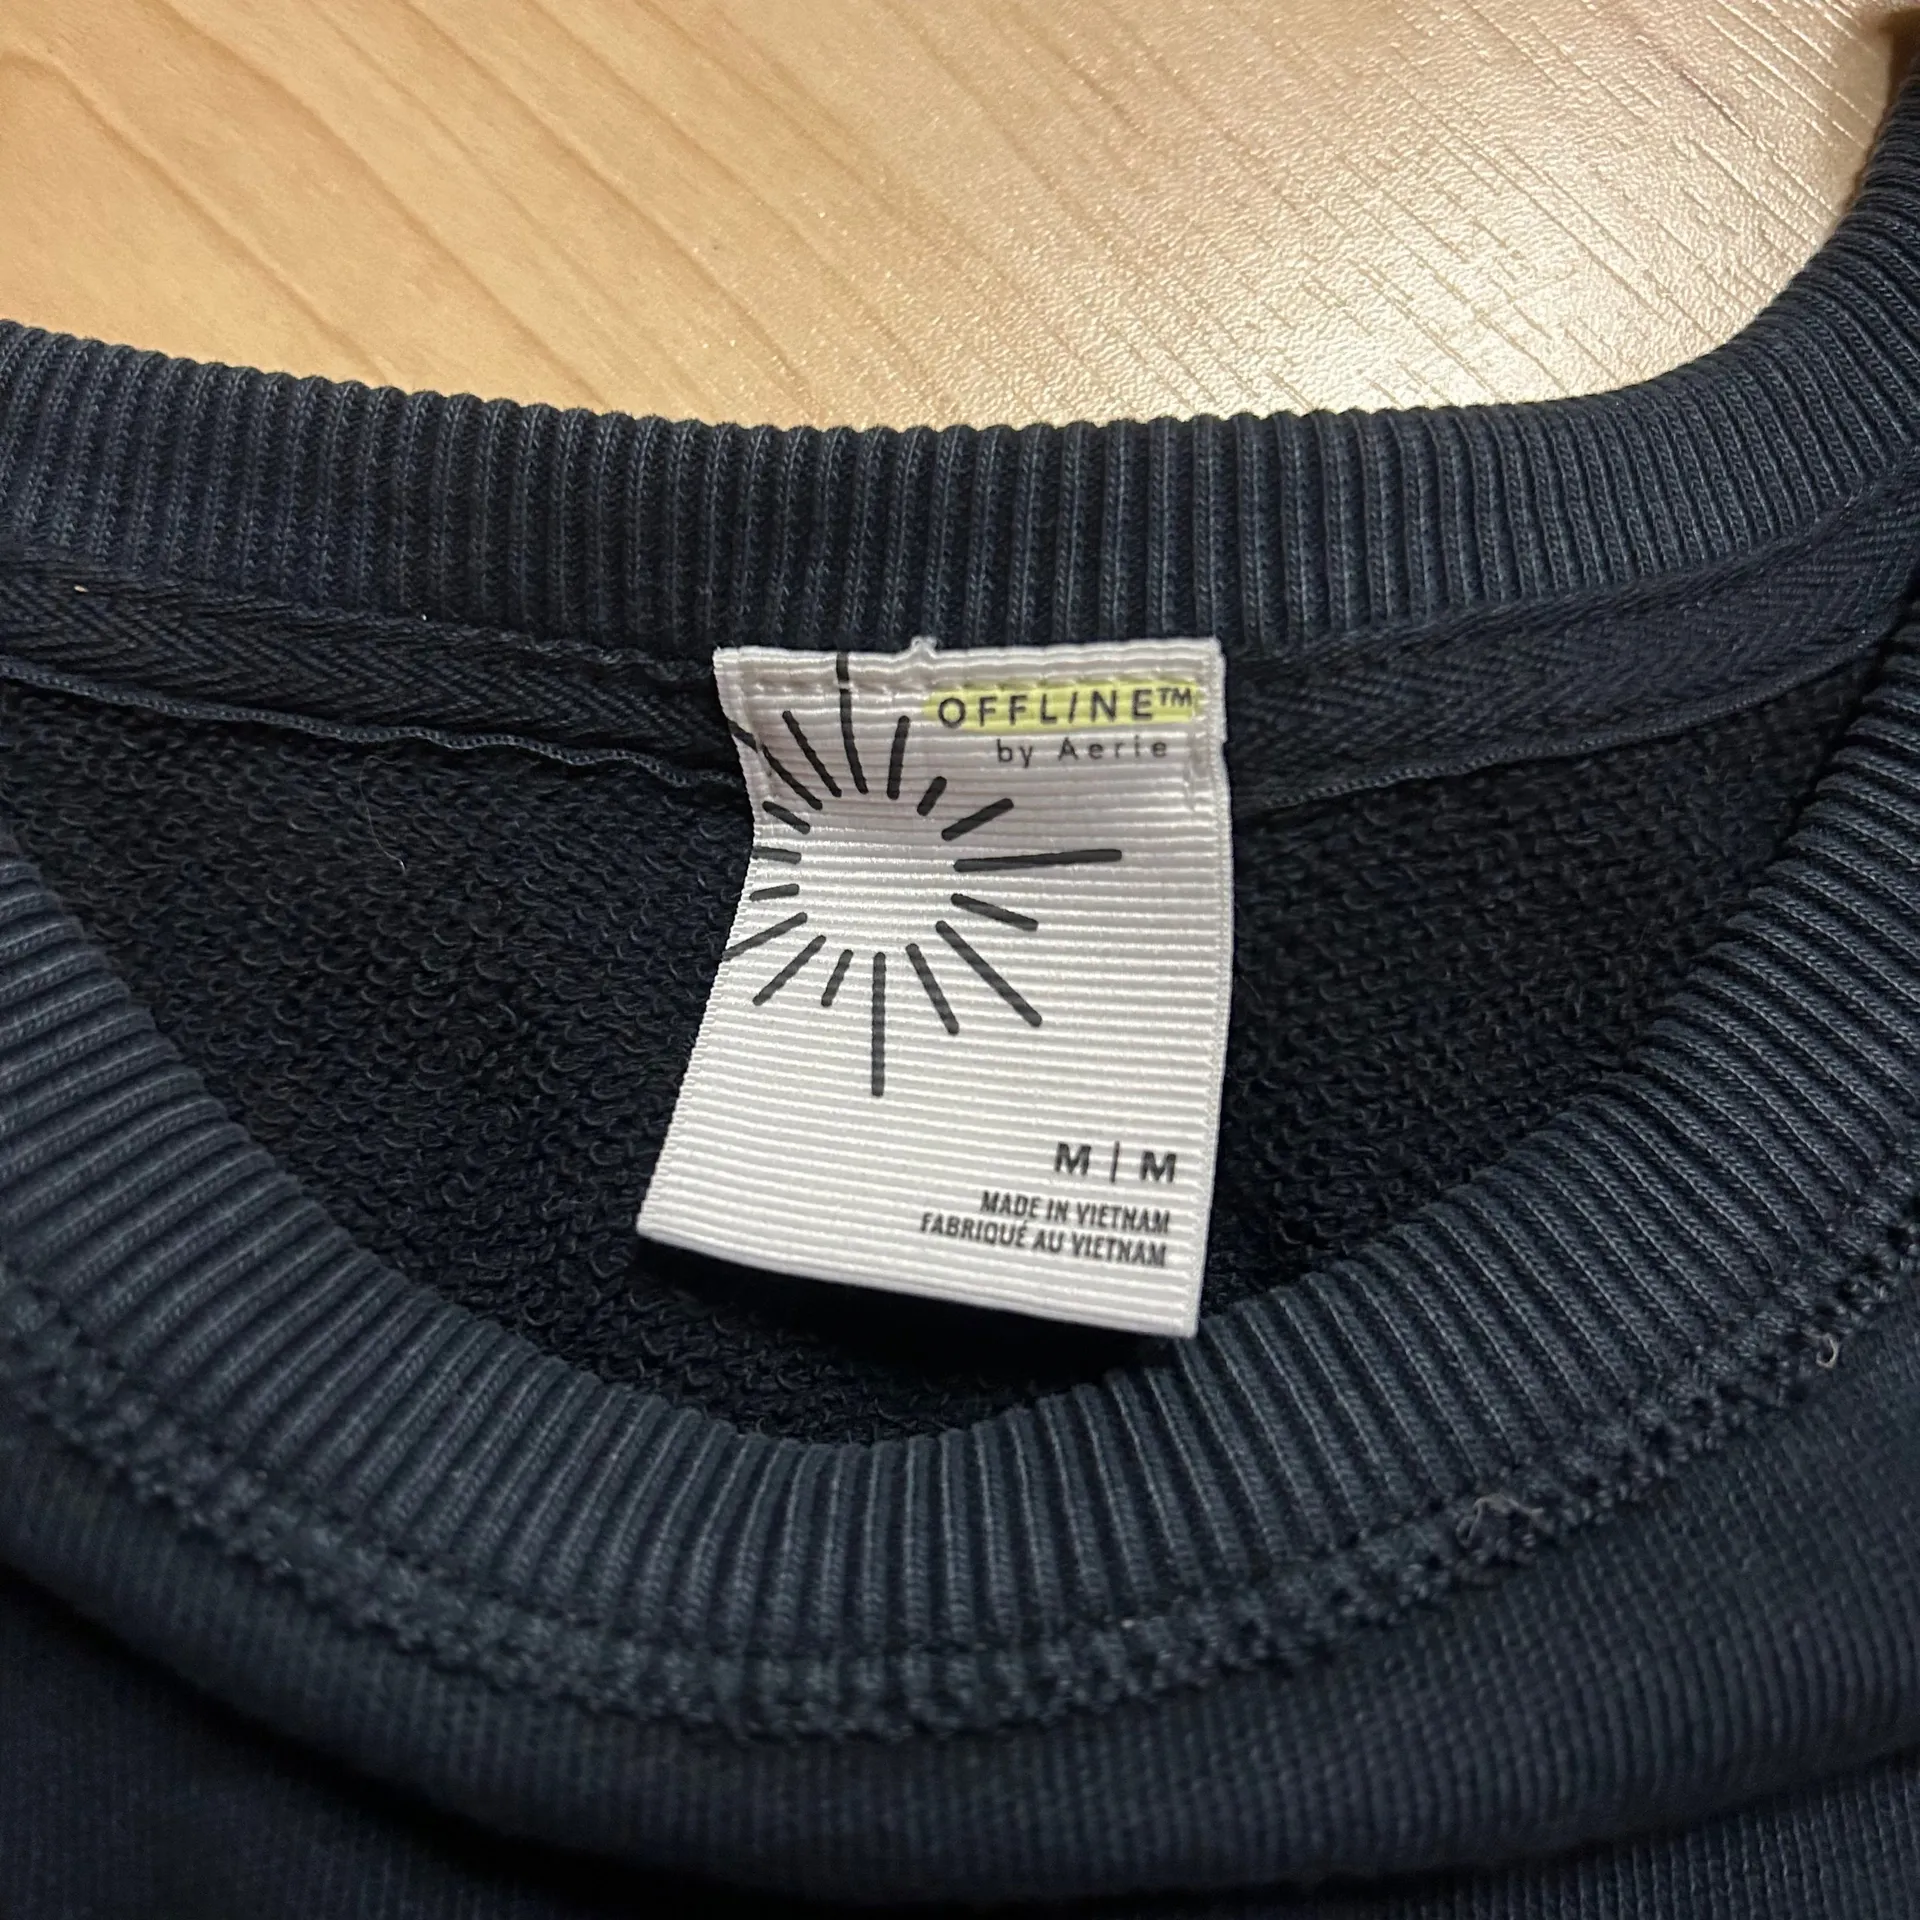 OFFLINE™
by Aerie
M | M
MADE IN VIETNAM
FABRIQUÉ AU VIETNAM